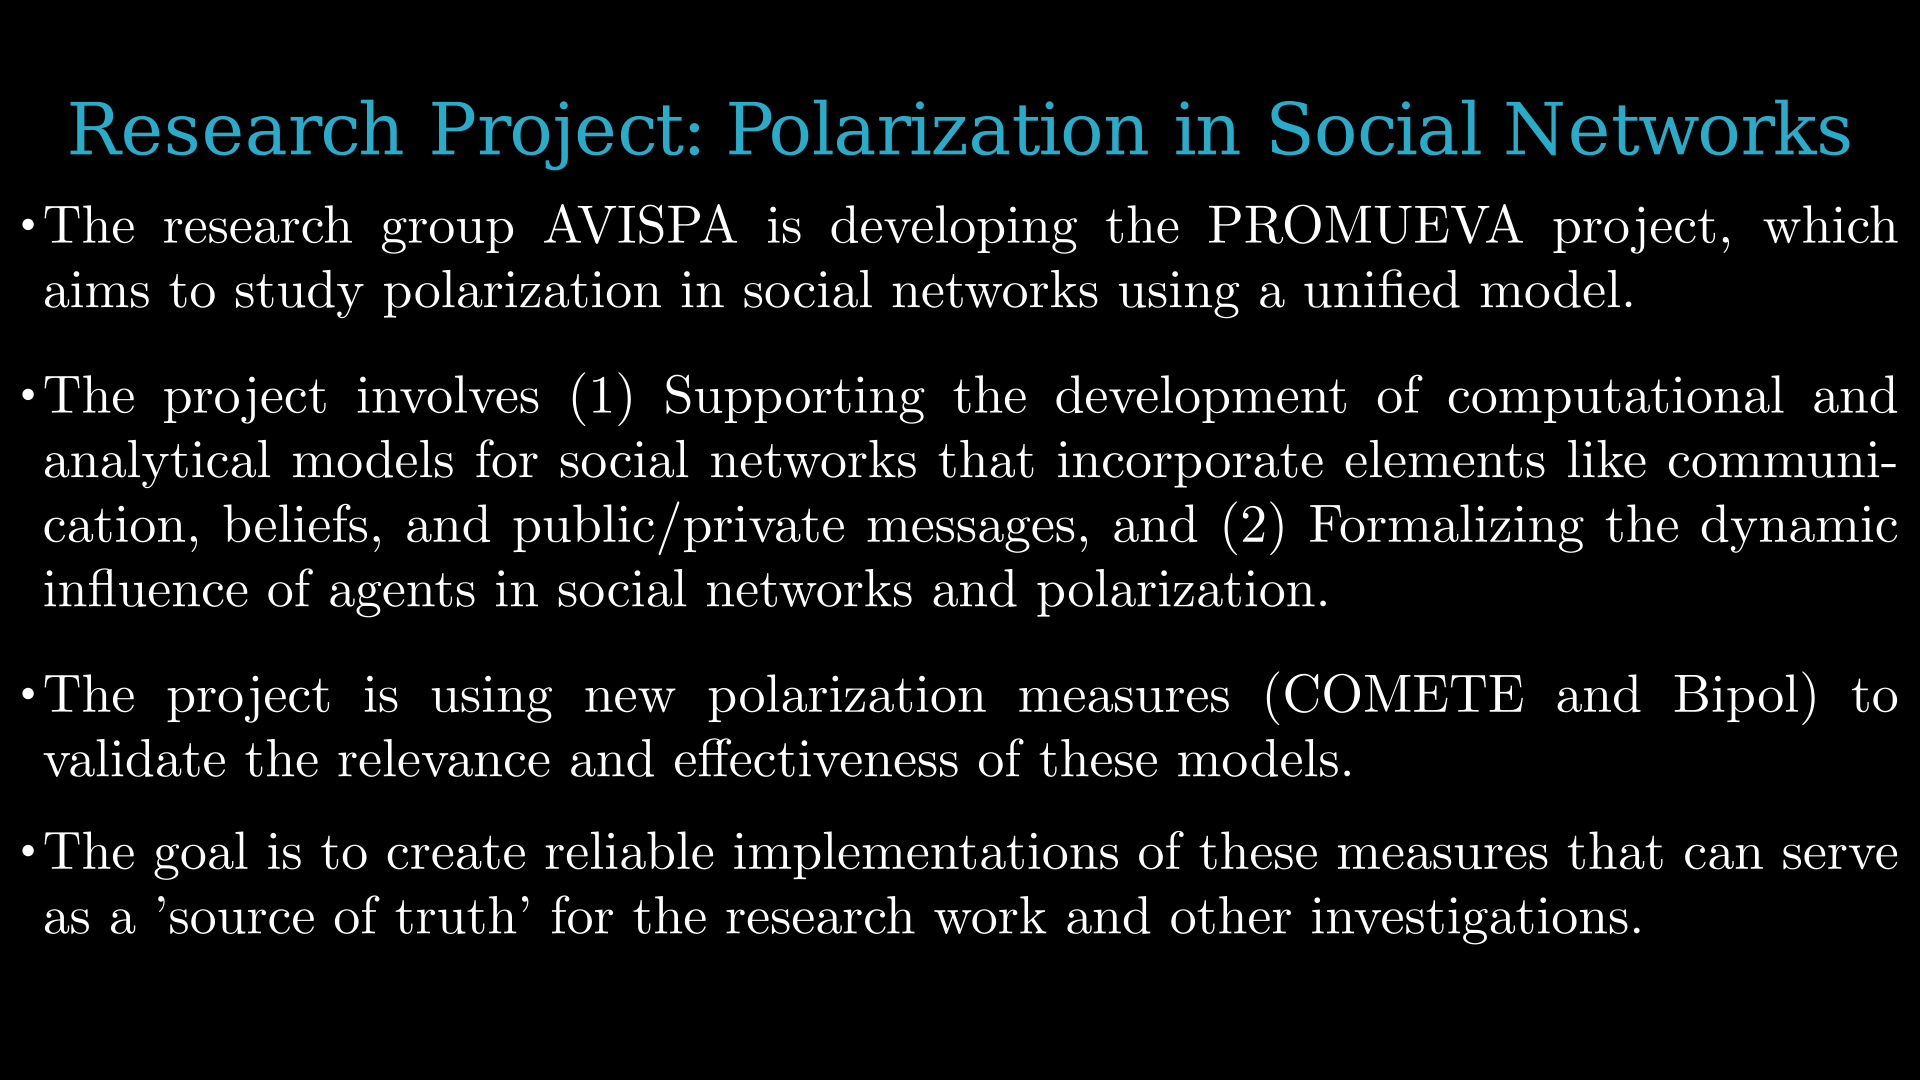 Research Project: Polarization in Social Networks
•The research group AVISPA is developing the PROMUEVA project, which
aims to study polarization in social networks using a unified model.
•The project involves (1) Supporting the development of computational and
analytical models for social networks that incorporate elements like communi-
cation, beliefs, and public/private messages, and (2) Formalizing the dynamic
influence of agents in social networks and polarization.
•The project is using new polarization measures (COMETE and Bipol) to
validate the relevance and effectiveness of these models.
•The goal is to create reliable implementations of these measures that can serve
as a ’source of truth’ for the research work and other investigations.